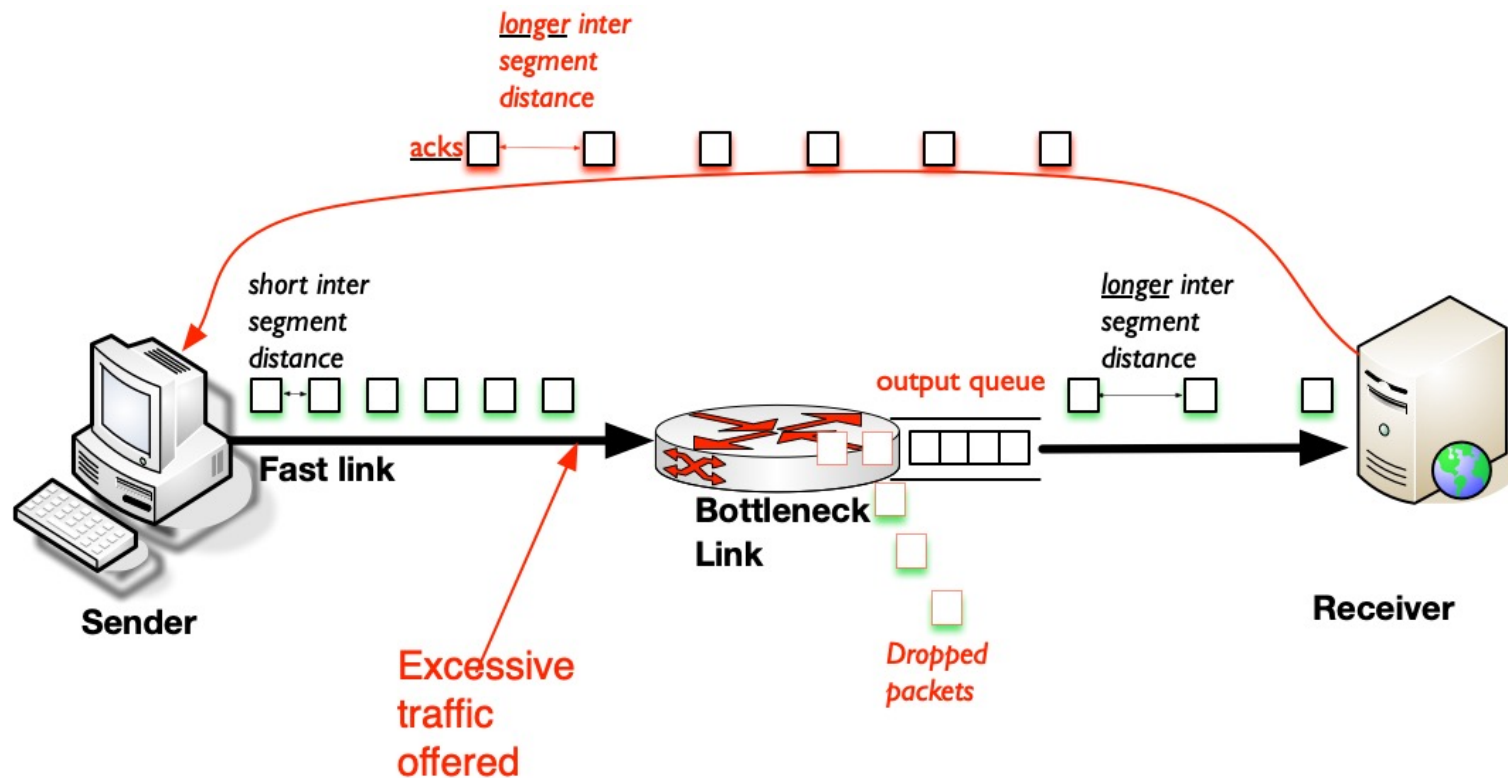 longer inter
segment
distance
acks
short inter
segment
distance
longer inter
segment
distance
output queue
Fast link
Bottleneck
Link
Sender
Receiver
Dropped
packets
Excessive
traffic
offered